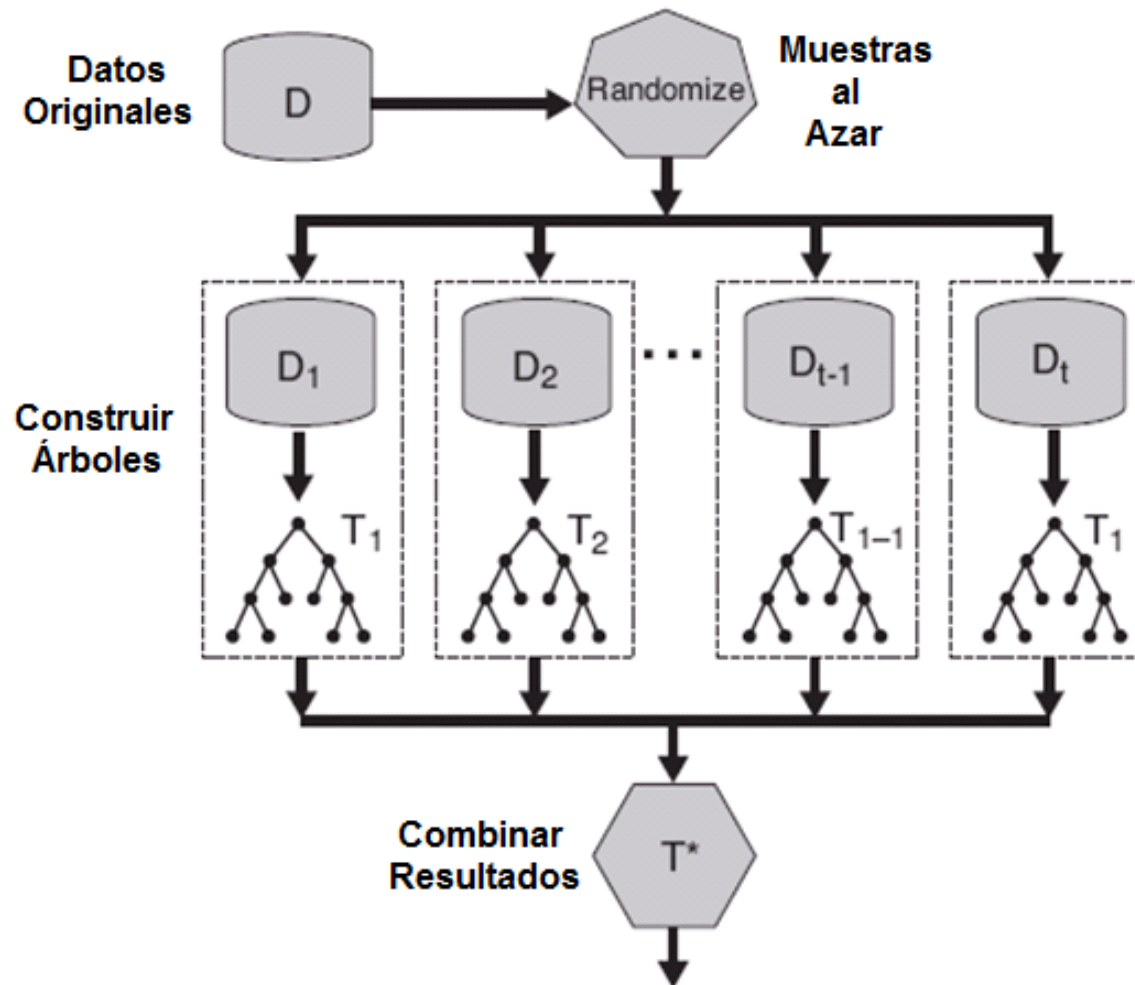 Datos
Originales
D
Randomize
Muestras
al
Azar
D₁
D₂
...
Dₜ₋₁
Dₜ
Construir
Árboles
T₁
T₂
T₁₋₁
T₁
Combinar
Resultados
T*